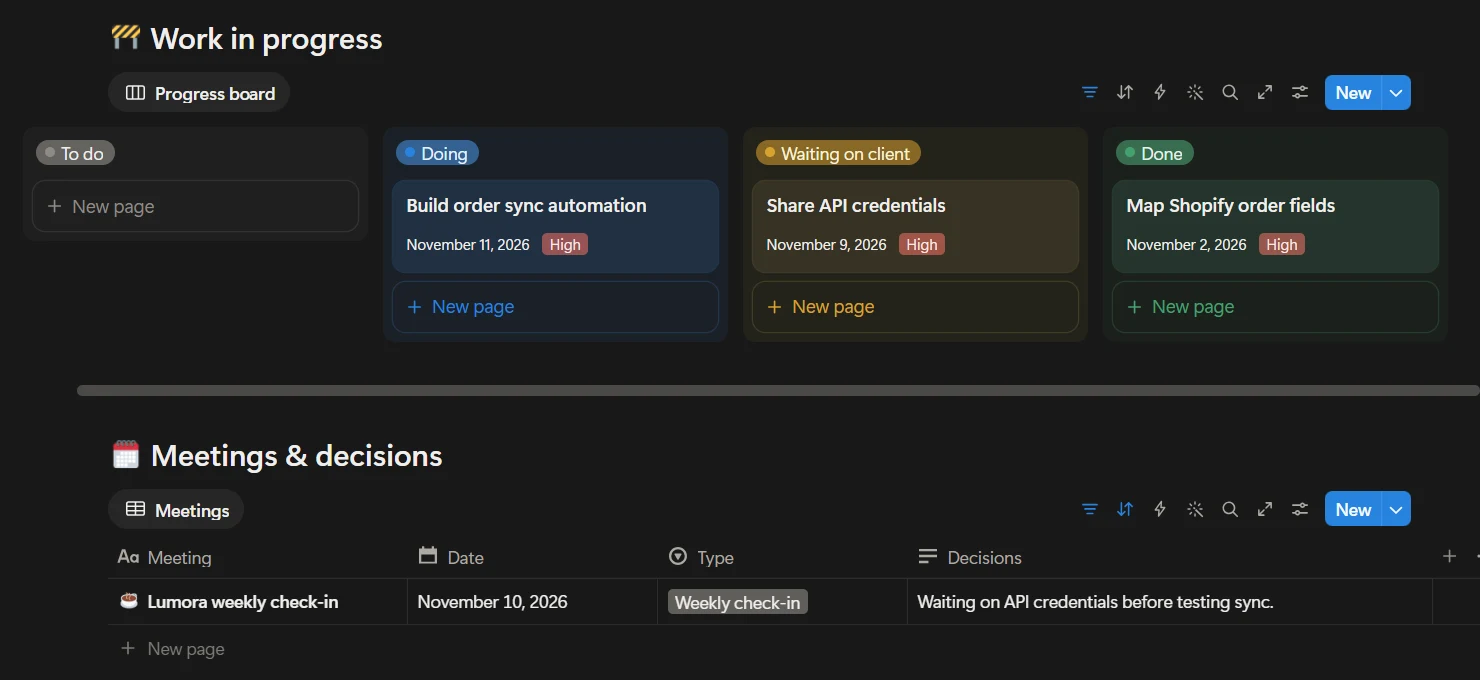 Work in progress
Progress board
New
To do
New page
Doing
Build order sync automation
November 11, 2026 High
New page
Waiting on client
Share API credentials
November 9, 2026 High
New page
Done
Map Shopify order fields
November 2, 2026 High
New page
Meetings & decisions
Meetings
New
Aa Meeting Date Type Decisions
Lumora weekly check-in November 10, 2026 Weekly check-in Waiting on API credentials before testing sync.
New page